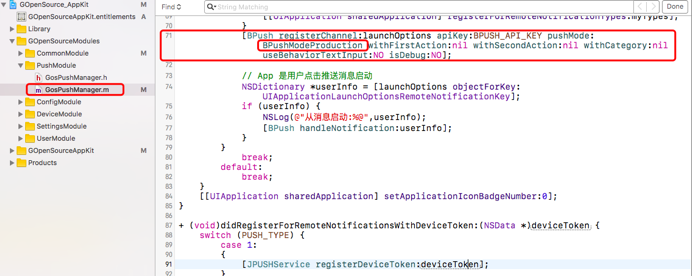 GOpenSource_AppKit M
GOpenSourceAppKit.entitlements
Library
GOpenSourceModules
CommonModule M
PushModule
GosPushManager.h
GosPushManager.m M
ConfigModule M
DeviceModule M
SettingsModule M
UserModule M
GOpenSourceAppKit
Products
Find String Matching Done
69 [[UIApplication sharedApplication] registerForRemoteNotificationTypes:myTypes];
70 }
71 [BPush registerChannel:launchOptions apiKey:BPUSH_API_KEY pushMode:
BPushModeProduction withFirstAction:nil withSecondAction:nil withCategory:nil
useBehaviorTextInput:NO isDebug:NO];
72
73 // App 是用户点击推送消息启动
74 NSDictionary *userInfo = [launchOptions objectForKey:
UIApplicationLaunchOptionsRemoteNotificationKey];
75 if (userInfo) {
76 NSLog(@"从消息启动:%@",userInfo);
77 [BPush handleNotification:userInfo];
78 }
79 }
80 break;
81 default:
82 break;
83 }
84 [[UIApplication sharedApplication] setApplicationIconBadgeNumber:0];
85 }
86
87 + (void)didRegisterForRemoteNotificationsWithDeviceToken:(NSData *)deviceToken {
88 switch (PUSH_TYPE) {
89 case 1:
90 {
91 [JPUSHService registerDeviceToken:deviceToken];
92 }